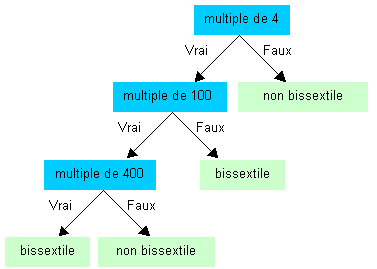 multiple de 4
Vrai
Faux
multiple de 100
non bissextile
Vrai
Faux
multiple de 400
bissextile
Vrai
Faux
bissextile
non bissextile